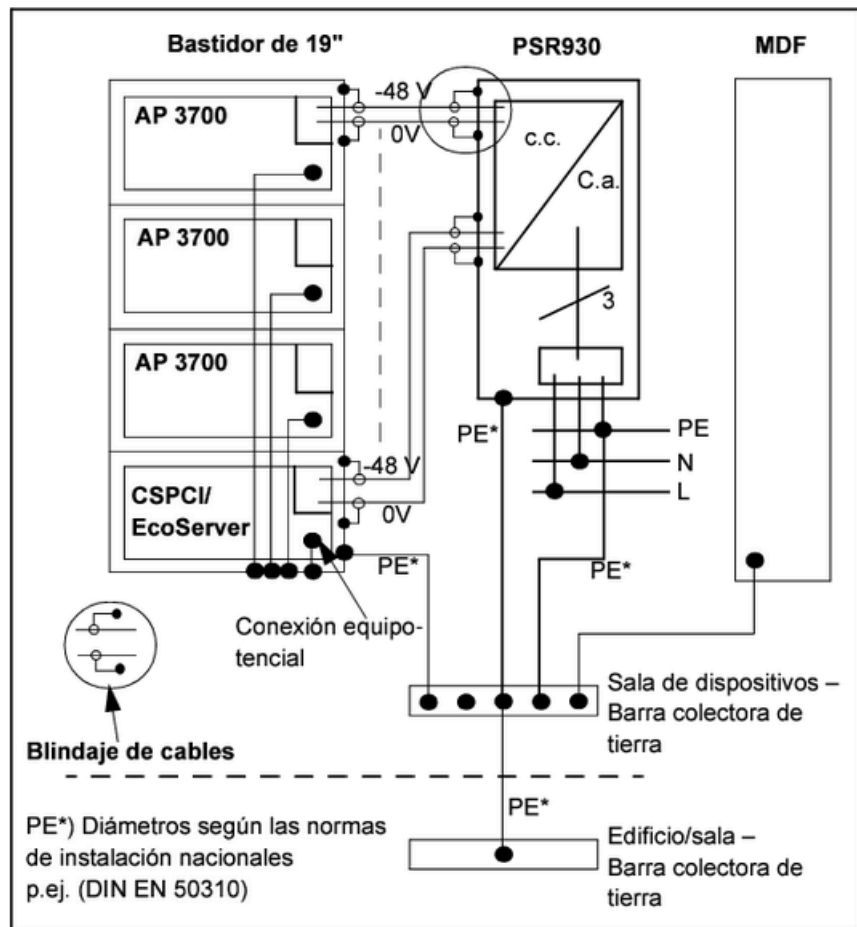 Bastidor de 19"
PSR930
MDF
AP 3700
-48 V
0V
c.c.
C.a.
AP 3700
3
AP 3700
PE*
PE
N
L
CSPCI/
EcoServer
-48 V
0V
PE*
PE*
Conexión equipo-
tencial
Sala de dispositivos –
Barra colectora de
tierra
Blindaje de cables
PE*
PE*) Diámetros según las normas
de instalación nacionales
p.ej. (DIN EN 50310)
Edificio/sala –
Barra colectora de
tierra